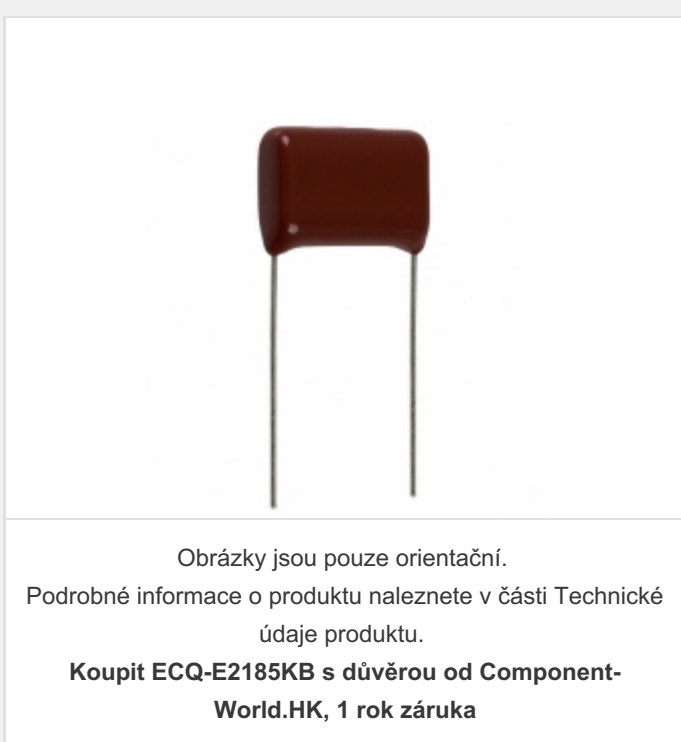 Obrázky jsou pouze orientační.
Podrobné informace o produktu naleznete v části Technické
údaje produktu.
Koupit ECQ-E2185KB s důvěrou od Component-
World.HK, 1 rok záruka